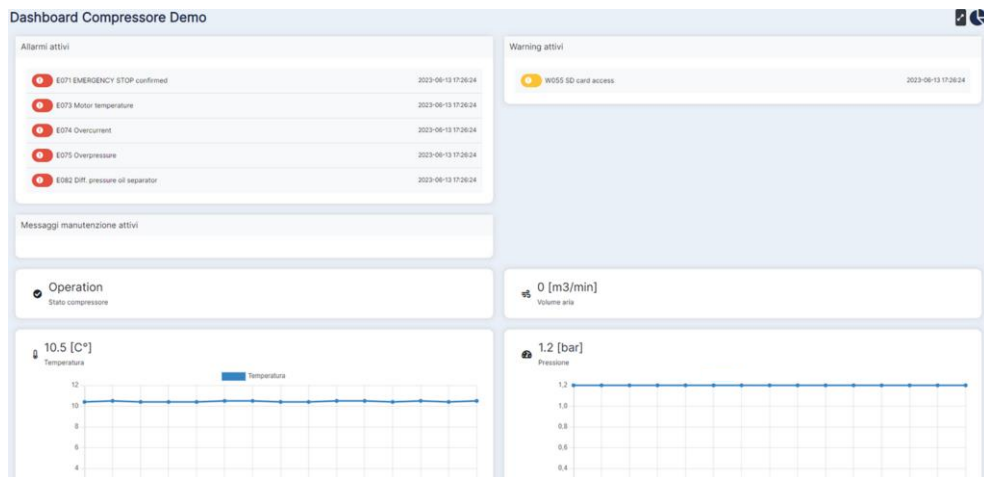 Dashboard Compressore Demo
Allarmi attivi
E071 EMERGENCY STOP confirmed 2023-06-13 17:26:24
E073 Motor temperature 2023-06-13 17:26:24
E074 Overcurrent 2023-06-13 17:26:24
E075 Overpressure 2023-06-13 17:26:24
E082 Diff. pressure oil separator 2023-06-13 17:26:24
Warning attivi
W055 SD card access 2023-06-13 17:26:24
Messaggi manutenzione attivi
Operation
Stato compressore
0 [m3/min]
Volume aria
10.5 [C°]
Temperatura
Temperatura
12
10
8
6
4
1.2 [bar]
Pressione
1,2
1,0
0,8
0,6
0,4